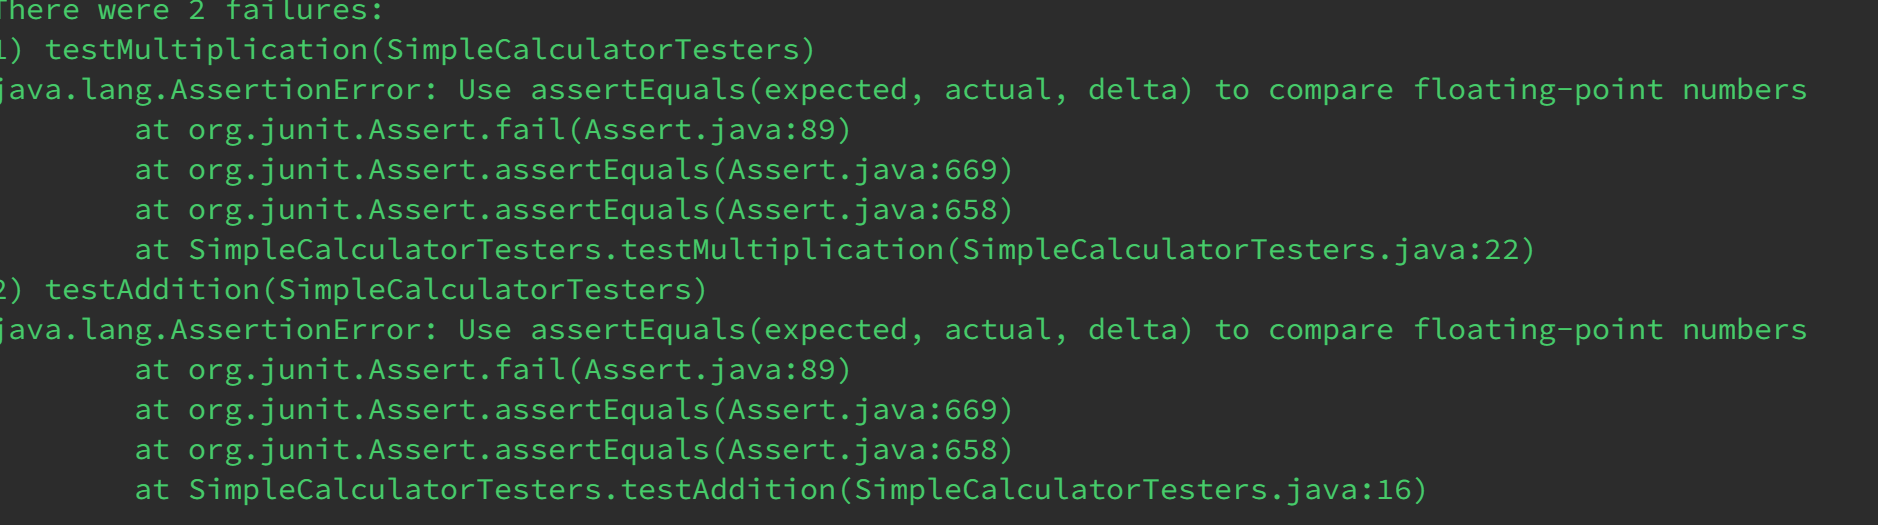 There were 2 failures:
1) testMultiplication(SimpleCalculatorTesters)
java.lang.AssertionError: Use assertEquals(expected, actual, delta) to compare floating-point numbers
at org.junit.Assert.fail(Assert.java:89)
at org.junit.Assert.assertEquals(Assert.java:669)
at org.junit.Assert.assertEquals(Assert.java:658)
at SimpleCalculatorTesters.testMultiplication(SimpleCalculatorTesters.java:22)
2) testAddition(SimpleCalculatorTesters)
java.lang.AssertionError: Use assertEquals(expected, actual, delta) to compare floating-point numbers
at org.junit.Assert.fail(Assert.java:89)
at org.junit.Assert.assertEquals(Assert.java:669)
at org.junit.Assert.assertEquals(Assert.java:658)
at SimpleCalculatorTesters.testAddition(SimpleCalculatorTesters.java:16)